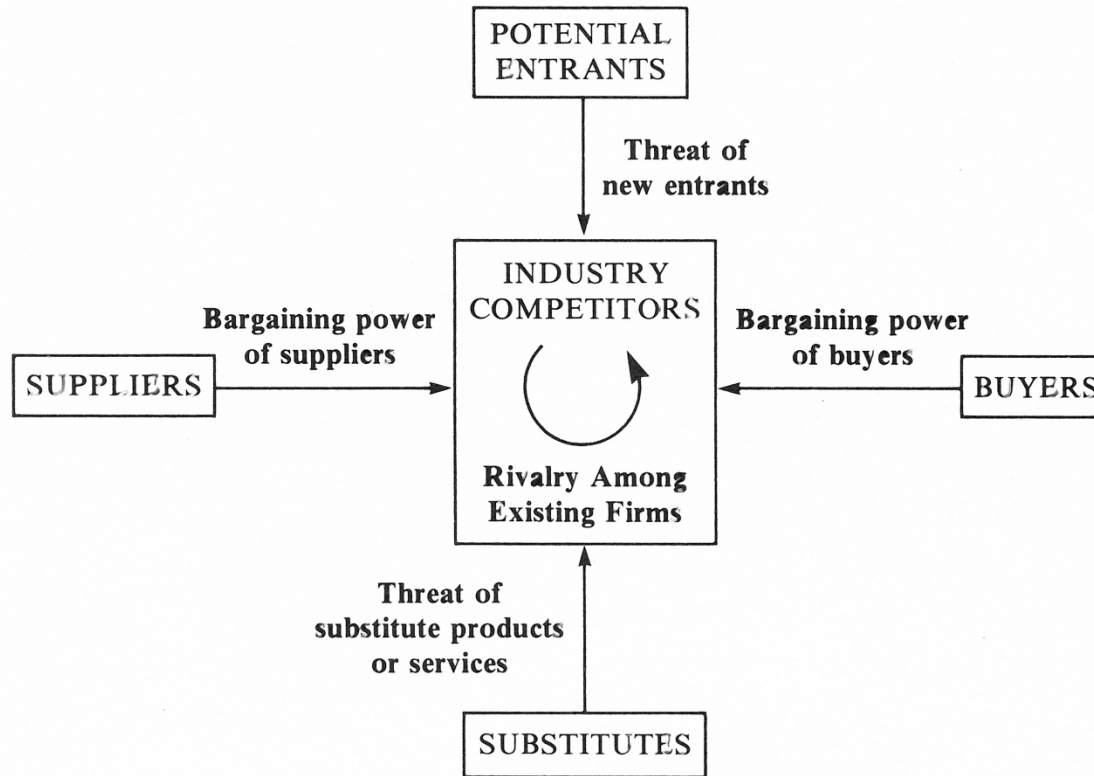 POTENTIAL
ENTRANTS
Threat of
new entrants
INDUSTRY
COMPETITORS
Bargaining power
of suppliers
Bargaining power
of buyers
SUPPLIERS
BUYERS
Rivalry Among
Existing Firms
Threat of
substitute products
or services
SUBSTITUTES